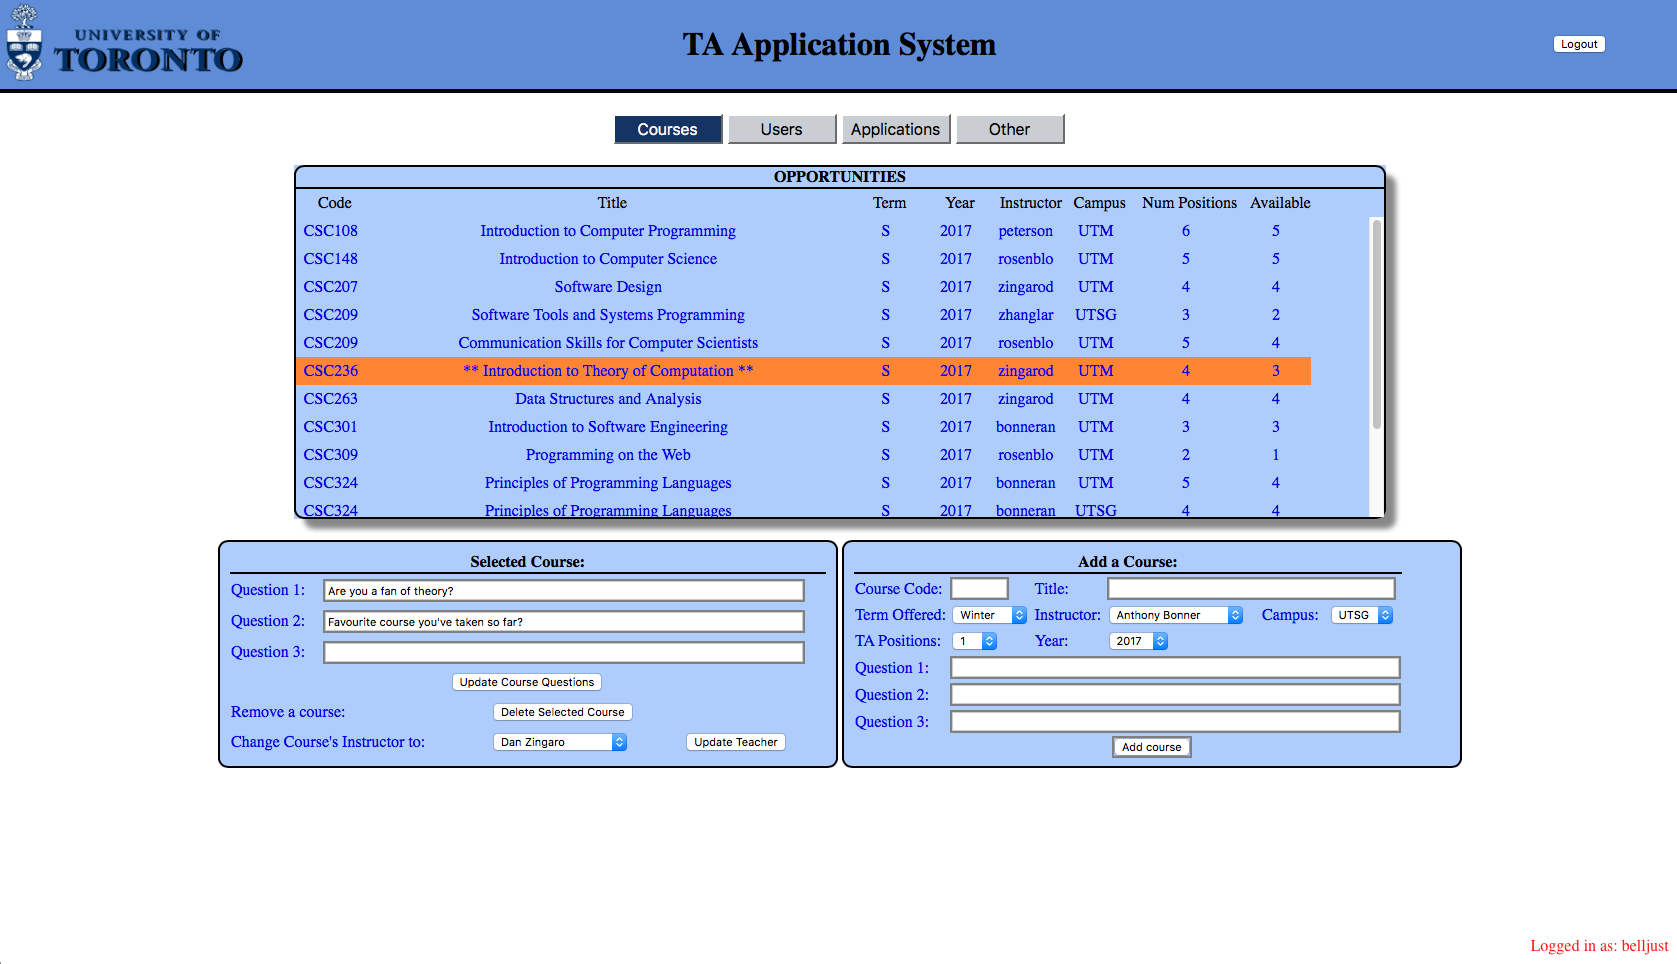 UNIVERSITY OF
TORONTO
TA Application System
Logout
Courses Users Applications Other
OPPORTUNITIES
Code Title Term Year Instructor Campus Num Positions Available
CSC108 Introduction to Computer Programming S 2017 peterson UTM 6 5
CSC148 Introduction to Computer Science S 2017 rosenblo UTM 5 5
CSC207 Software Design S 2017 zingarod UTM 4 4
CSC209 Software Tools and Systems Programming S 2017 zhanglar UTSG 3 2
CSC209 Communication Skills for Computer Scientists S 2017 rosenblo UTM 5 4
CSC236 ** Introduction to Theory of Computation ** S 2017 zingarod UTM 4 3
CSC263 Data Structures and Analysis S 2017 zingarod UTM 4 4
CSC301 Introduction to Software Engineering S 2017 bonneran UTM 3 3
CSC309 Programming on the Web S 2017 rosenblo UTM 2 1
CSC324 Principles of Programming Languages S 2017 bonneran UTM 5 4
CSC324 Principles of Programming Languages S 2017 bonneran UTSG 4 4
Selected Course:
Question 1: Are you a fan of theory?
Question 2: Favourite course you've taken so far?
Question 3:
Update Course Questions
Remove a course: Delete Selected Course
Change Course's Instructor to: Dan Zingaro Update Teacher
Add a Course:
Course Code: Title:
Term Offered: Winter Instructor: Anthony Bonner Campus: UTSG
TA Positions: 1 Year: 2017
Question 1:
Question 2:
Question 3:
Add course
Logged in as: belljust